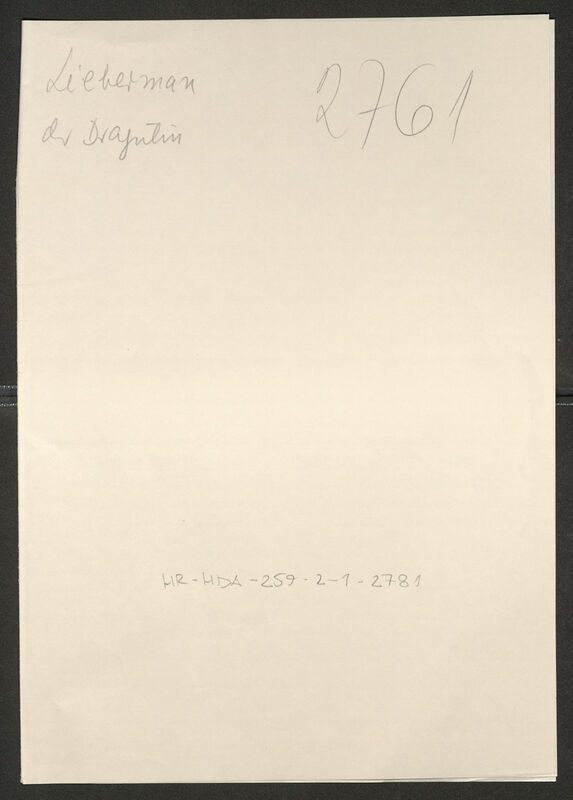 Lieberman
dr Dragutin
2761
HR-HDA-259-2-1-2781